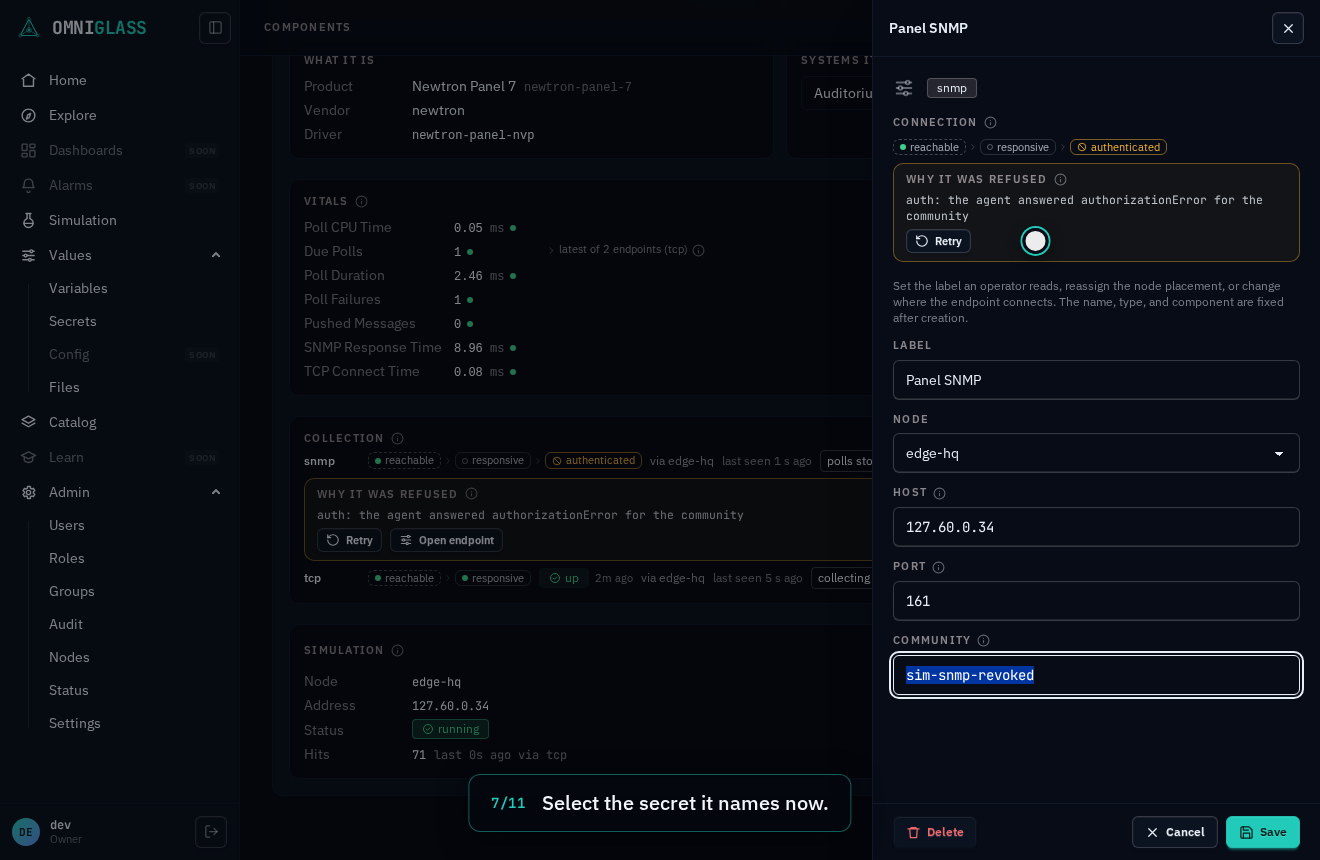 OMNIGLASS
Home
Explore
Dashboards SOON
Alarms SOON
Simulation
Values
Variables
Secrets
Config SOON
Files
Catalog
Learn SOON
Admin
Users
Roles
Groups
Audit
Nodes
Status
Settings
DE
dev
Owner
COMPONENTS
WHAT IT IS
Product Newtron Panel 7 newtron-panel-7
Vendor newtron
Driver newtron-panel-nvp
SYSTEMS I
Auditoriu
VITALS
Poll CPU Time 0.05 ms
Due Polls 1
Poll Duration 2.46 ms
Poll Failures 1
Pushed Messages 0
SNMP Response Time 8.96 ms
TCP Connect Time 0.08 ms
latest of 2 endpoints (tcp)
COLLECTION
snmp reachable responsive authenticated via edge-hq last seen 1 s ago polls sto
WHY IT WAS REFUSED
auth: the agent answered authorizationError for the community
Retry Open endpoint
tcp reachable responsive up 2m ago via edge-hq last seen 5 s ago collecting
SIMULATION
Node edge-hq
Address 127.60.0.34
Status running
Hits 71 last 0s ago via tcp
7/11 Select the secret it names now.
Panel SNMP
snmp
CONNECTION
reachable responsive authenticated
WHY IT WAS REFUSED
auth: the agent answered authorizationError for the
community
Retry
Set the label an operator reads, reassign the node placement, or change
where the endpoint connects. The name, type, and component are fixed
after creation.
LABEL
Panel SNMP
NODE
edge-hq
HOST
127.60.0.34
PORT
161
COMMUNITY
sim-snmp-revoked
Delete Cancel Save